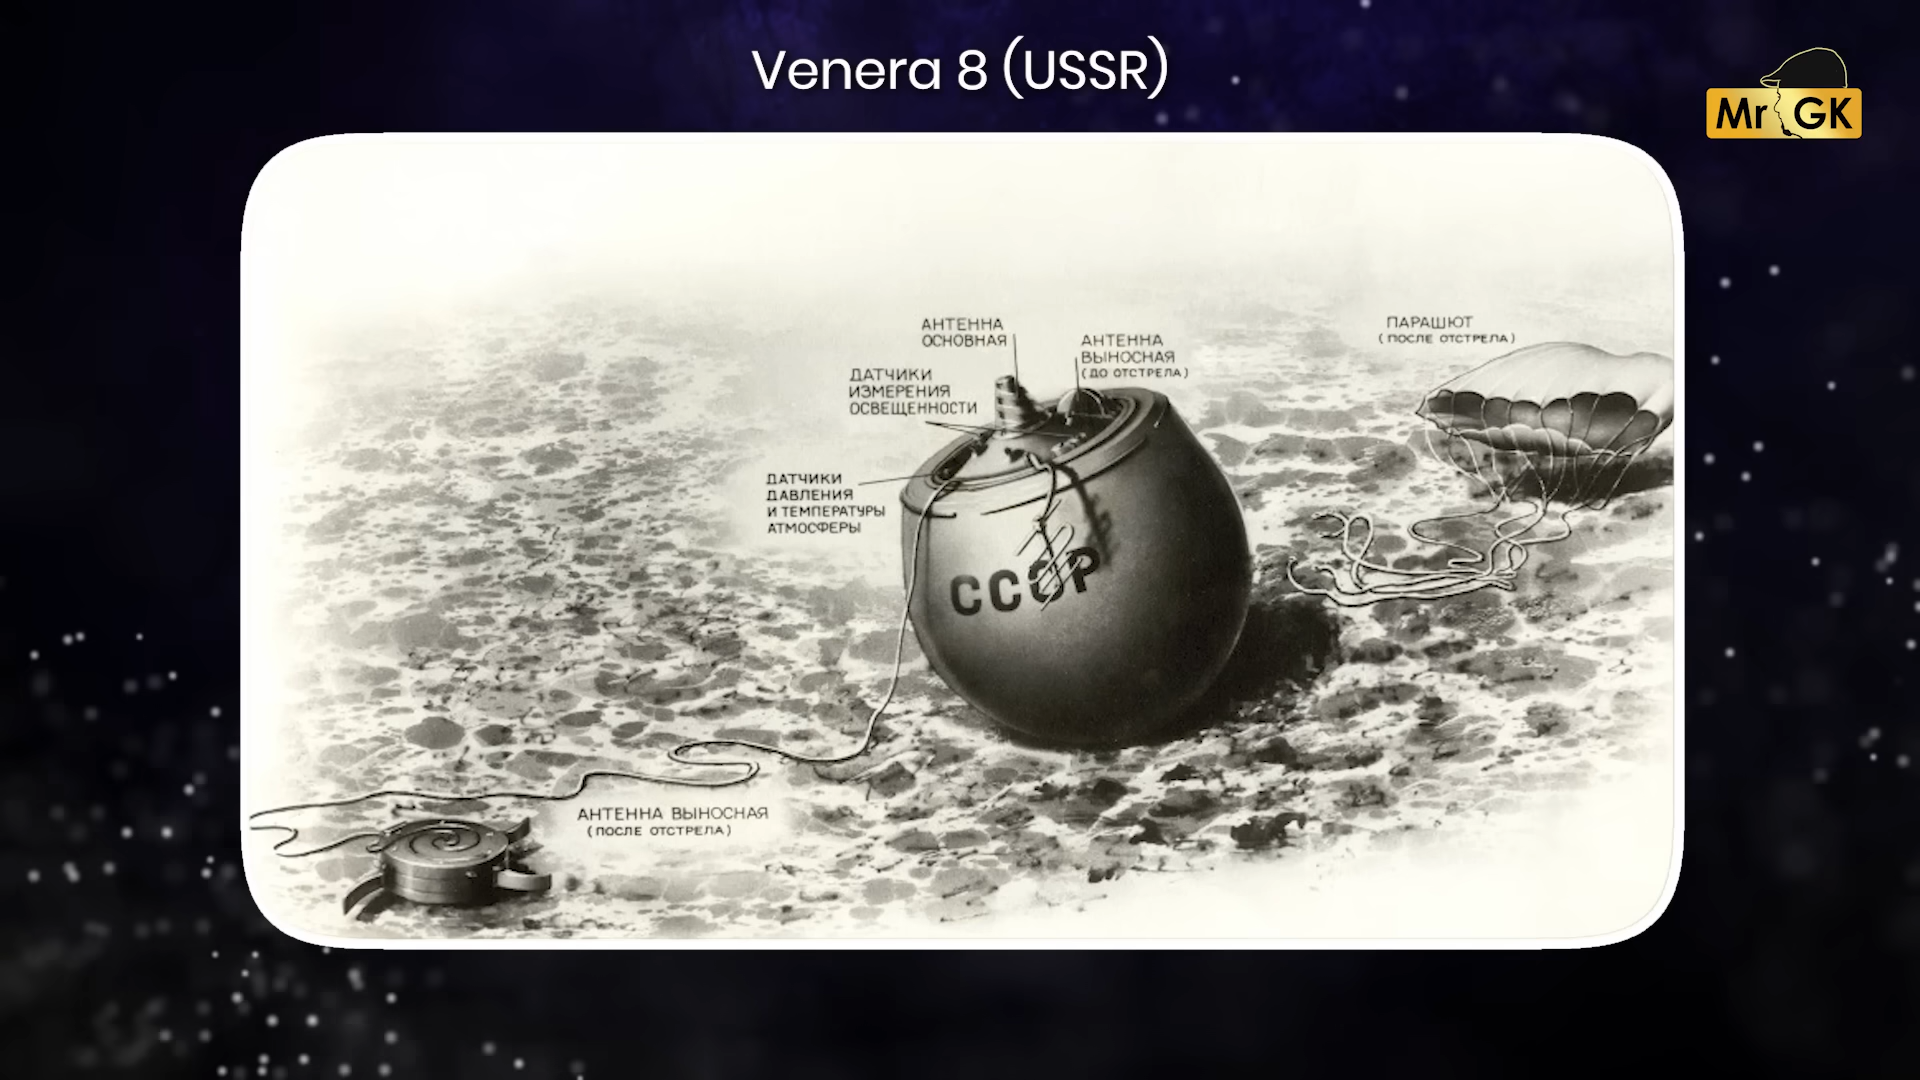 Venera 8 (USSR)
Mr GK
АНТЕННА
ОСНОВНАЯ
АНТЕННА
ВЫНОСНАЯ
(ДО ОТСТРЕЛА)
ПАРАШЮТ
(ПОСЛЕ ОТСТРЕЛА)
ДАТЧИКИ
ИЗМЕРЕНИЯ
ОСВЕЩЕННОСТИ
ДАТЧИКИ
ДАВЛЕНИЯ
И ТЕМПЕРАТУРЫ
АТМОСФЕРЫ
СССР
АНТЕННА ВЫНОСНАЯ
(ПОСЛЕ ОТСТРЕЛА)